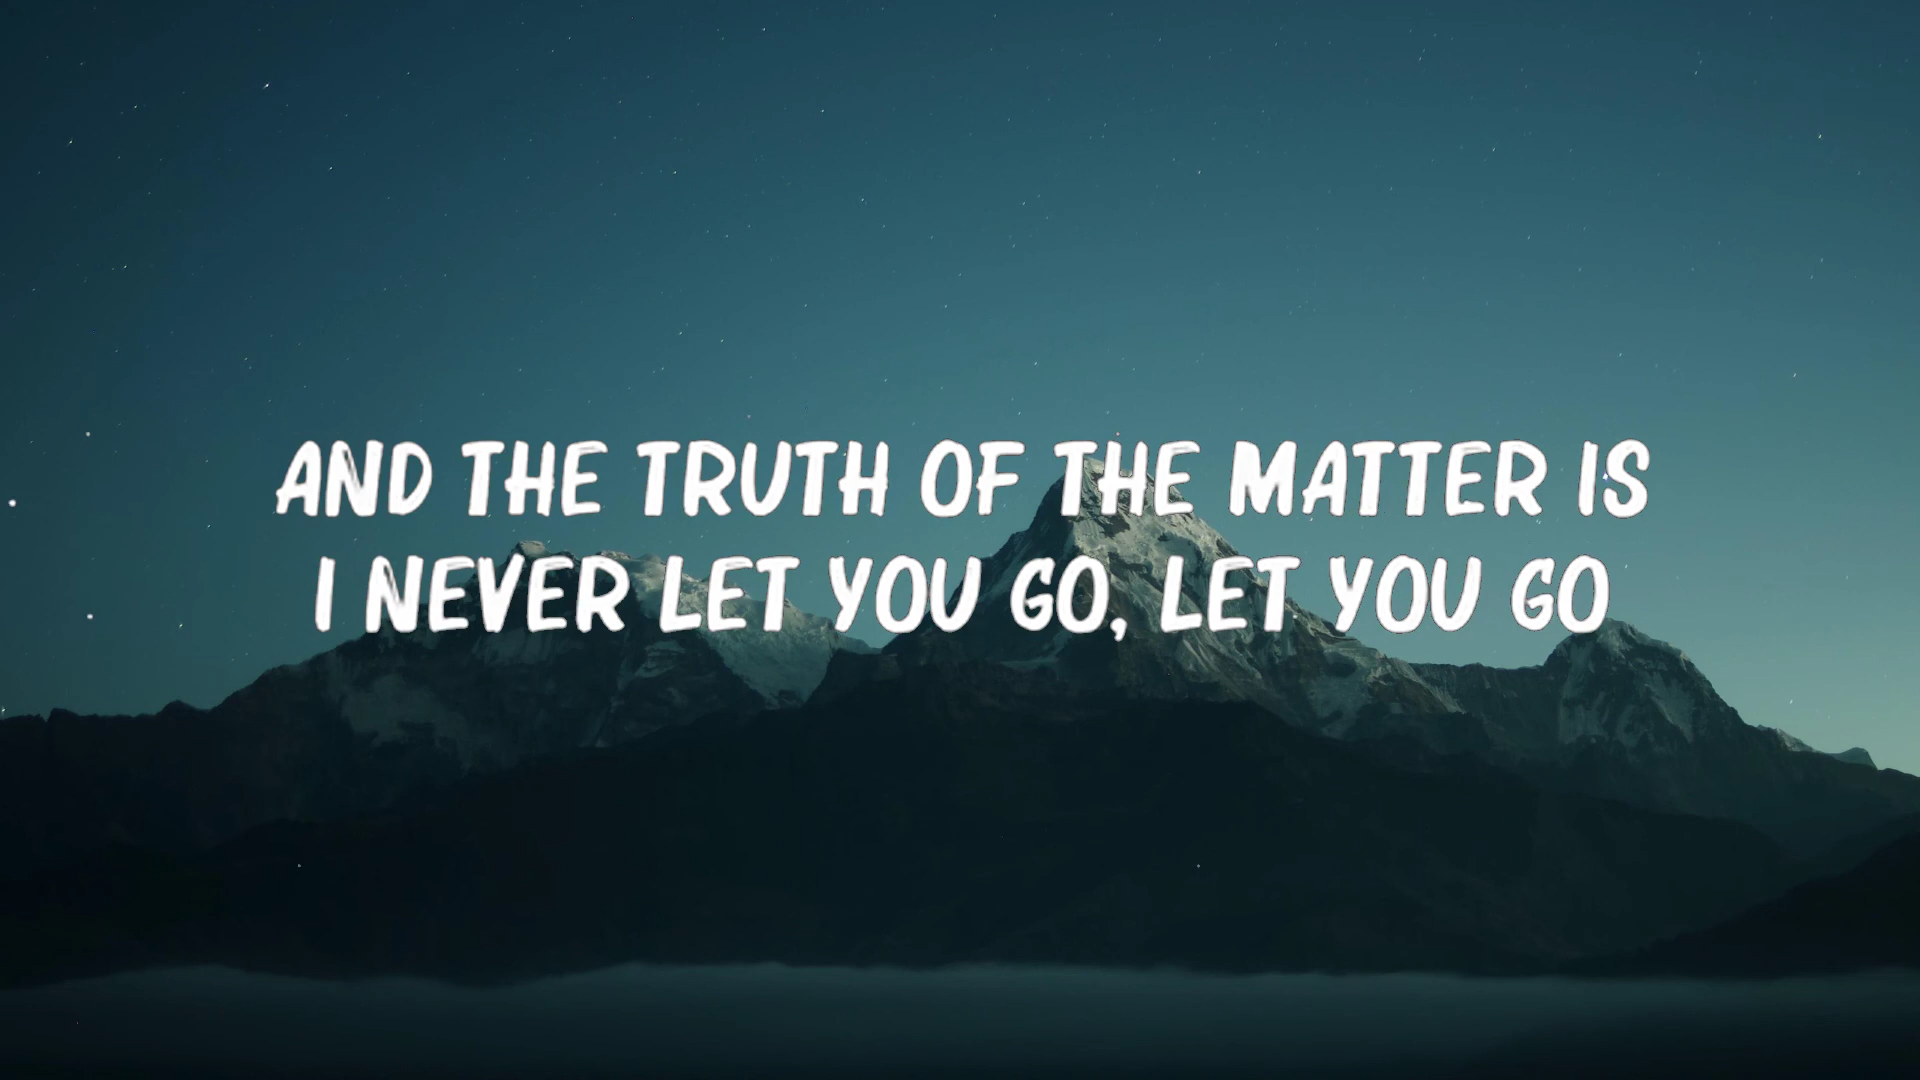 AND THE TRUTH OF THE MATTER IS
I NEVER LET YOU GO, LET YOU GO